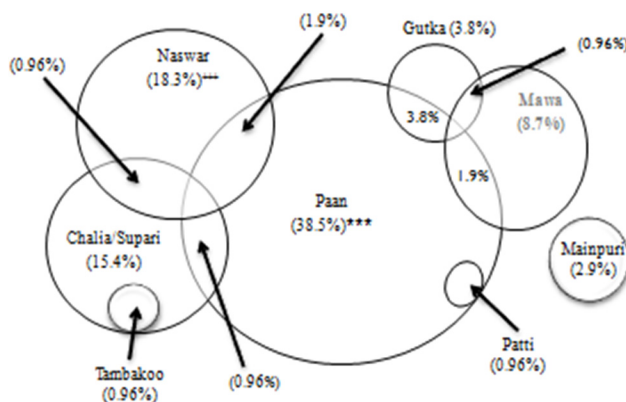 (1.9%)
Gutka (3.8%)
(0.96%)
Naswar
(18.3%)+++
(0.96%)
Mawa
(8.7%)
3.8%
1.9%
Paan
(38.5%)***
Chalia/Supari
(15.4%)
Mainpuri
(2.9%)
Patti
(0.96%)
Tambakoo
(0.96%)
(0.96%)